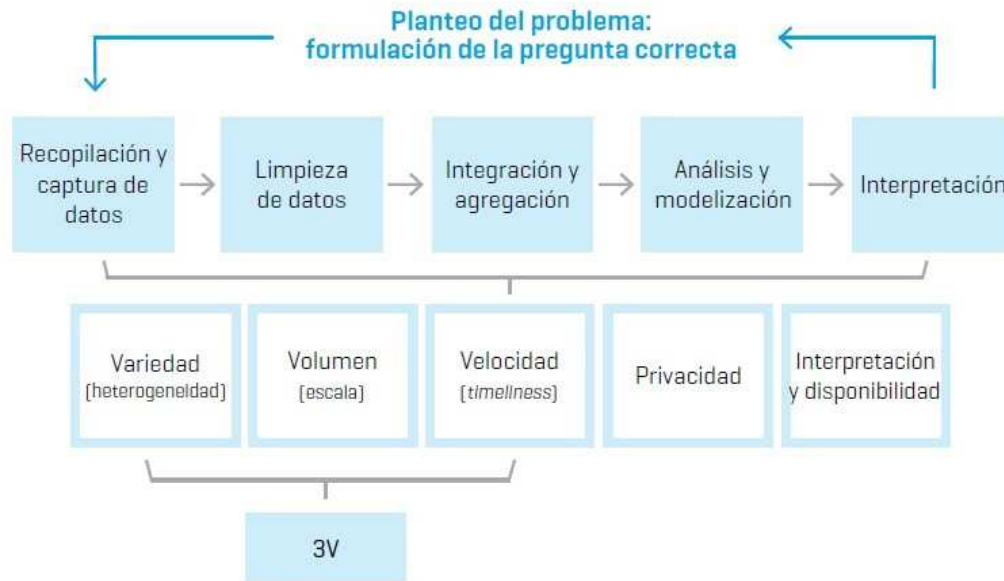 Planteo del problema:
formulación de la pregunta correcta
Recopilación y
captura de
datos
Limpieza
de datos
Integración y
agregación
Análisis y
modelización
Interpretación
Variedad
(heterogeneidad)
Volumen
(escala)
Velocidad
(timeliness)
Privacidad
Interpretación
y disponibilidad
3V